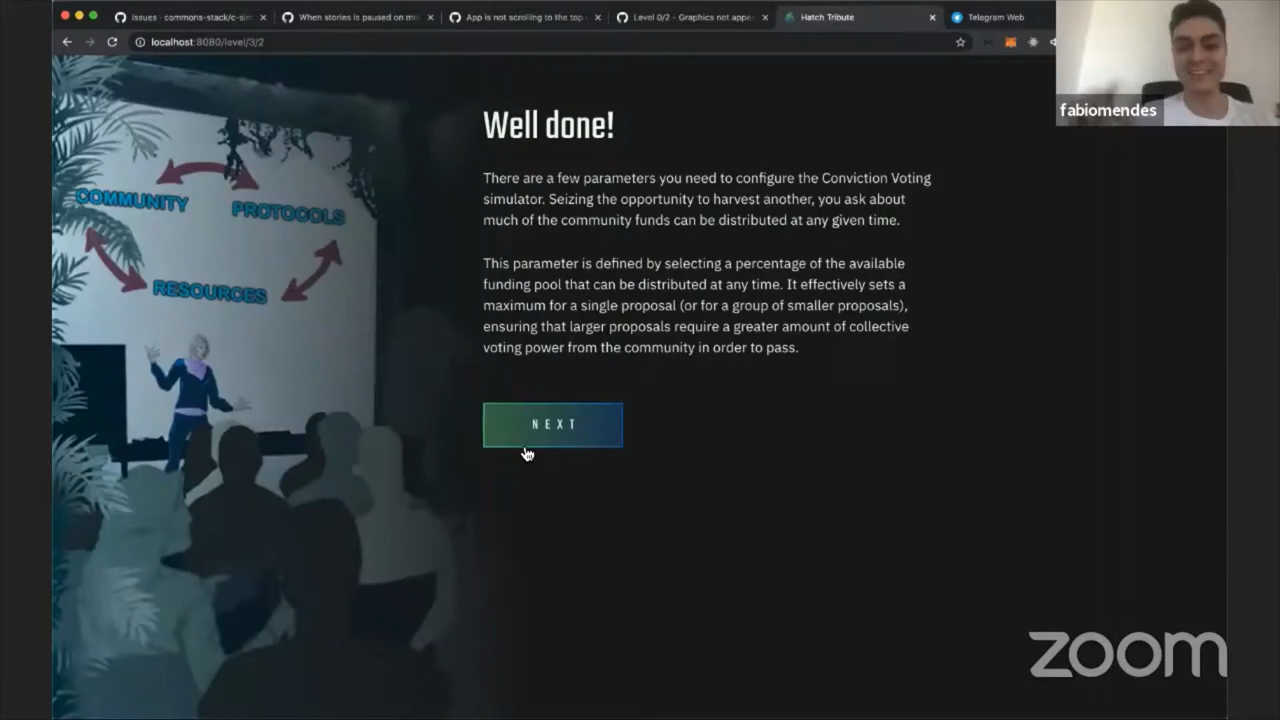 Issues · commons-stack/c-sim
When stories is paused on mo
App is not scrolling to the top
Level 0/2 - Graphics not appe
Hatch Tribute
Telegram Web
localhost:8080/level/3/2
fabiomendes
Well done!
There are a few parameters you need to configure the Conviction Voting
simulator. Seizing the opportunity to harvest another, you ask about
much of the community funds can be distributed at any given time.
This parameter is defined by selecting a percentage of the available
funding pool that can be distributed at any time. It effectively sets a
maximum for a single proposal (or for a group of smaller proposals),
ensuring that larger proposals require a greater amount of collective
voting power from the community in order to pass.
NEXT
COMMUNITY
PROTOCOLS
RESOURCES
zoom